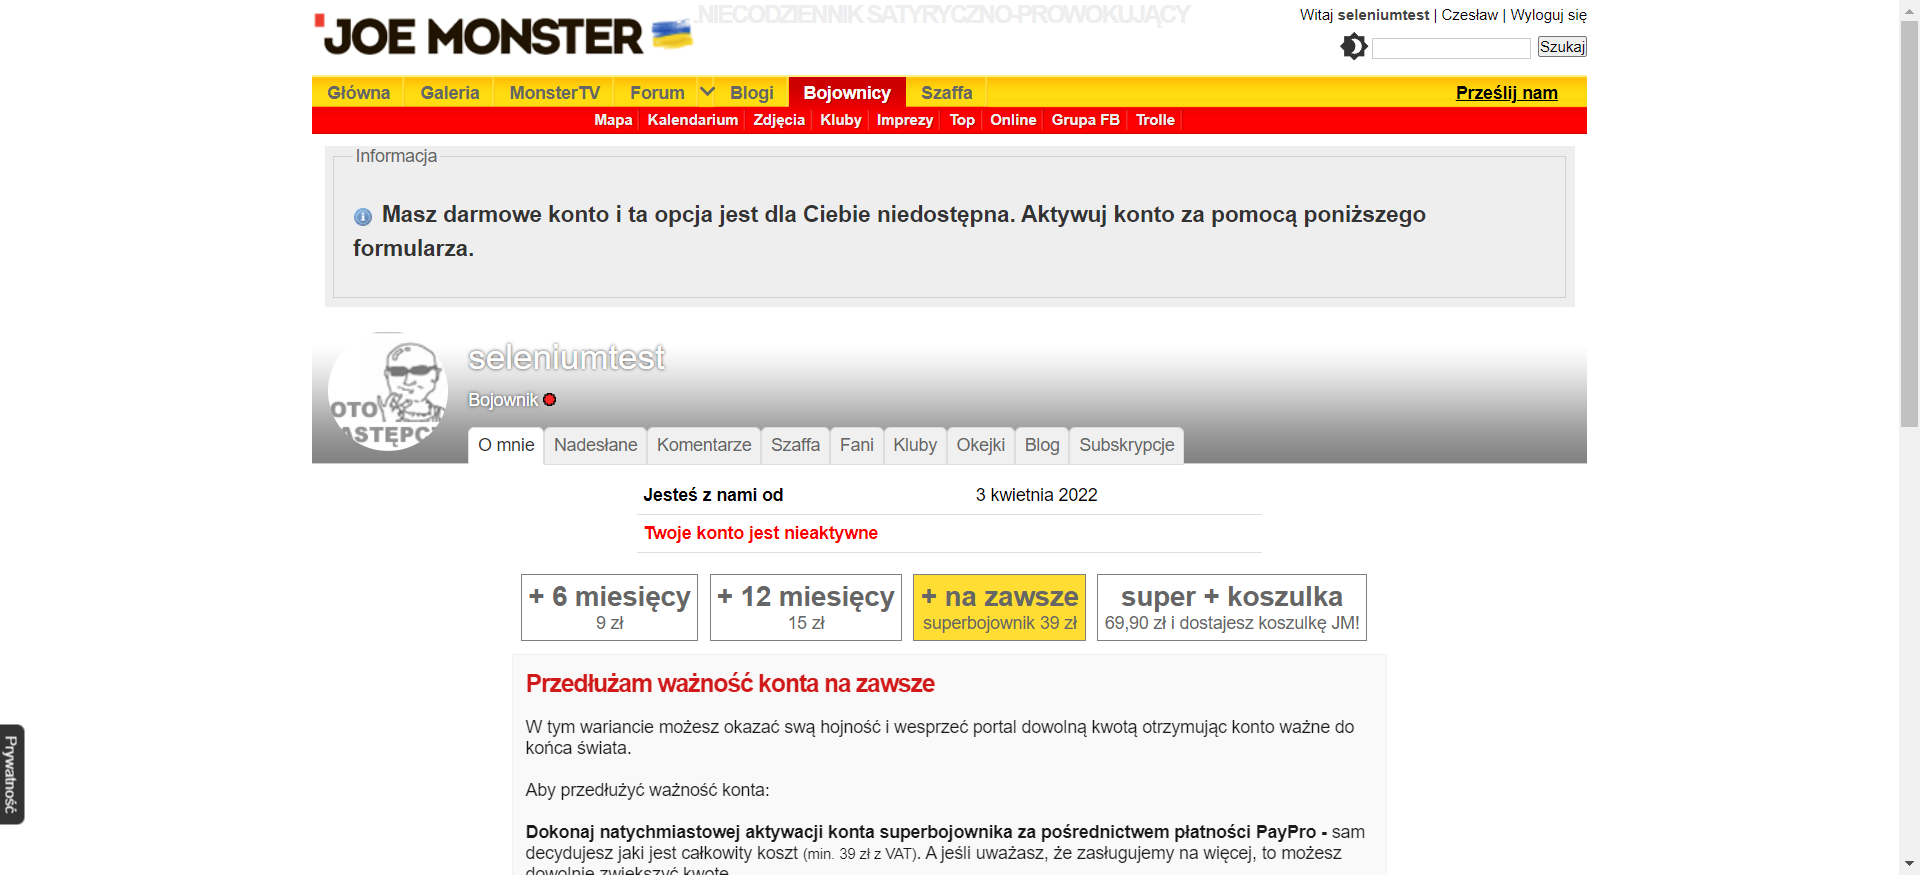 JOE MONSTER
.NIECODZIENNIK SATYRYCZNO-PROWOKUJĄCY
Witaj seleniumtest | Czesław | Wyloguj się
Szukaj
Główna Galeria MonsterTV Forum Blogi Bojownicy Szaffa Prześlij nam
Mapa Kalendarium Zdjęcia Kluby Imprezy Top Online Grupa FB Trolle
Informacja
Masz darmowe konto i ta opcja jest dla Ciebie niedostępna. Aktywuj konto za pomocą poniższego
formularza.
seleniumtest
Bojownik
OTO
ASTĘPC
O mnie Nadesłane Komentarze Szaffa Fani Kluby Okejki Blog Subskrypcje
Jesteś z nami od 3 kwietnia 2022
Twoje konto jest nieaktywne
+ 6 miesięcy + 12 miesięcy + na zawsze super + koszulka
9 zł 15 zł superbojownik 39 zł 69,90 zł i dostajesz koszulkę JM!
Przedłużam ważność konta na zawsze
W tym wariancie możesz okazać swą hojność i wesprzeć portal dowolną kwotą otrzymując konto ważne do
końca świata.
Aby przedłużyć ważność konta:
Dokonaj natychmiastowej aktywacji konta superbojownika za pośrednictwem płatności PayPro - sam
decydujesz jaki jest całkowity koszt (min. 39 zł z VAT). A jeśli uważasz, że zasługujemy na więcej, to możesz
dowolnie zwiększyć kwotę.
Prywatność